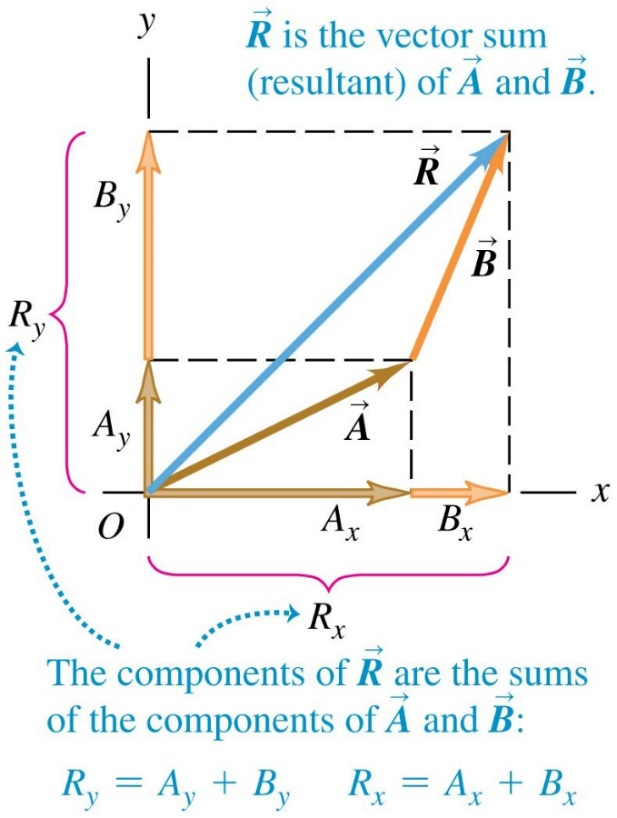 y
R⃗ is the vector sum
(resultant) of A⃗ and B⃗.
R⃗
B_y
B⃗
R_y
A_y
A⃗
x
O
A_x
B_x
R_x
The components of R⃗ are the sums
of the components of A⃗ and B⃗:
R_y = A_y + B_y R_x = A_x + B_x